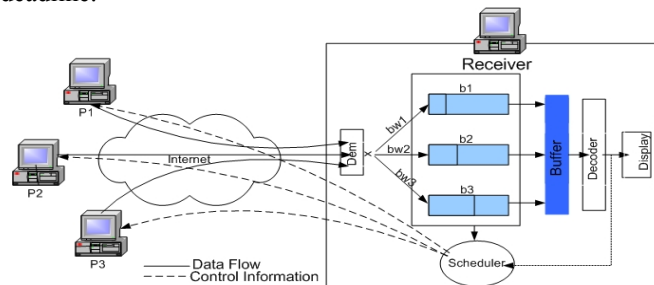 deadline.
Receiver
P1
b1
bw1
Internet
Dem
bw2
b2
P2
bw3
b3
Buffer
Decoder
Display
P3
Scheduler
Data Flow
Control Information